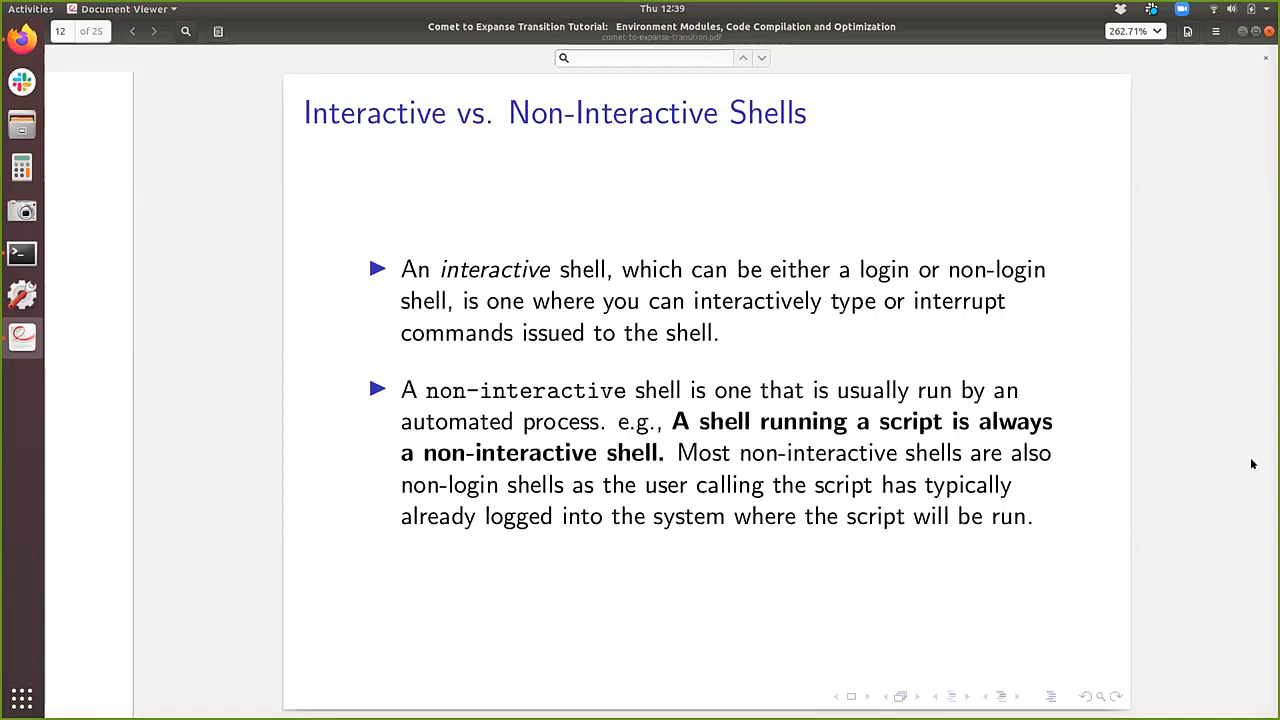 Activities
Document Viewer
Thu 12:39
12
of 25
Comet to Expanse Transition Tutorial: Environment Modules, Code Compilation and Optimization
comet-to-expanse-transition.pdf
262.71%
Interactive vs. Non-Interactive Shells
An interactive shell, which can be either a login or non-login
shell, is one where you can interactively type or interrupt
commands issued to the shell.
A non-interactive shell is one that is usually run by an
automated process. e.g., A shell running a script is always
a non-interactive shell. Most non-interactive shells are also
non-login shells as the user calling the script has typically
already logged into the system where the script will be run.